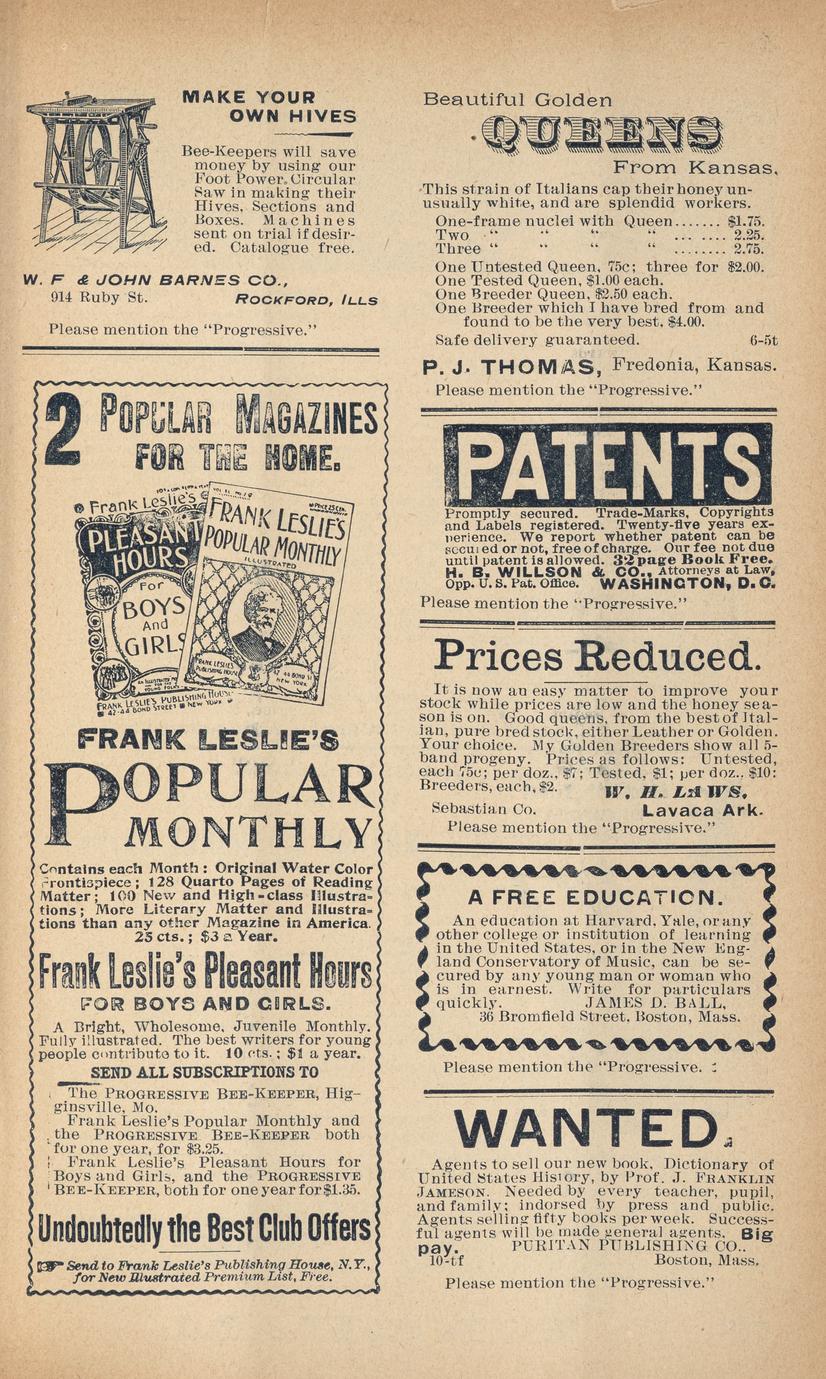 MAKE YOUR
OWN HIVES
Bee-Keepers will save
money by using our
Foot Power Circular
Saw in making their
Hives, Sections and
Boxes. Machines
sent on trial if desir-
ed. Catalogue free.
W. F & JOHN BARNES CO.,
914 Ruby St. ROCKFORD, ILLS
Please mention the “Progressive.”
2 POPULAR MAGAZINES
FOR THE HOME.
Frank Leslie's
PLEASANT
HOURS
For
BOYS
And
GIRLS
FRANK LESLIE'S PUBLISHING HOUSE
42-44 BOND STREET NEW YORK
FRANK LESLIE'S
POPULAR MONTHLY
ILLUSTRATED
FRANK LESLIE'S
PUBLISHING HOUSE
NEW YORK
FRANK LESLIE'S
POPULAR
MONTHLY
Contains each Month: Original Water Color
Frontispiece; 128 Quarto Pages of Reading
Matter; 100 New and High-class Illustra-
tions; More Literary Matter and Illustra-
tions than any other Magazine in America.
25 cts.; $3 a Year.
Frank Leslie's Pleasant Hours
FOR BOYS AND GIRLS.
A Bright, Wholesome, Juvenile Monthly.
Fully illustrated. The best writers for young
people contribute to it. 10 cts.; $1 a year.
SEND ALL SUBSCRIPTIONS TO
The PROGRESSIVE BEE-KEEPER, Hig-
ginsville, Mo.
Frank Leslie's Popular Monthly and
the PROGRESSIVE BEE-KEEPER both
for one year, for $3.25.
Frank Leslie's Pleasant Hours for
Boys and Girls, and the PROGRESSIVE
BEE-KEEPER, both for one year for $1.35.
Undoubtedly the Best Club Offers
Send to Frank Leslie's Publishing House, N.Y.,
for New Illustrated Premium List, Free.
Beautiful Golden
QUEENS
From Kansas.
This strain of Italians cap their honey un-
usually white, and are splendid workers.
One-frame nuclei with Queen....... $1.75.
Two “ “ “ “ ... .... 2.25.
Three “ “ “ “ ........ 2.75.
One Untested Queen, 75c; three for $2.00.
One Tested Queen, $1.00 each.
One Breeder Queen, $2.50 each.
One Breeder which I have bred from and
found to be the very best, $4.00.
Safe delivery guaranteed. 6-5t
P. J. THOMAS, Fredonia, Kansas.
Please mention the “Progressive.”
PATENTS
Promptly secured. Trade-Marks, Copyrights
and Labels registered. Twenty-five years ex-
perience. We report whether patent can be
secured or not, free of charge. Our fee not due
until patent is allowed. 32 page Book Free.
H. B. WILLSON & CO., Attorneys at Law,
Opp. U. S. Pat. Office. WASHINGTON, D. C.
Please mention the “Progressive.”
Prices Reduced.
It is now an easy matter to improve your
stock while prices are low and the honey sea-
son is on. Good queens, from the best of Ital-
ian, pure bred stock, either Leather or Golden.
Your choice. My Golden Breeders show all 5-
band progeny. Prices as follows: Untested,
each 75c; per doz., $7; Tested, $1; per doz., $10:
Breeders, each, $2. W. H. LAWS,
Sebastian Co. Lavaca Ark.
Please mention the “Progressive.”
A FREE EDUCATION.
An education at Harvard, Yale, or any
other college or institution of learning
in the United States, or in the New Eng-
land Conservatory of Music, can be se-
cured by any young man or woman who
is in earnest. Write for particulars
quickly. JAMES D. BALL,
36 Bromfield Street, Boston, Mass.
Please mention the “Progressive.
WANTED.
Agents to sell our new book, Dictionary of
United States History, by Prof. J. FRANKLIN
JAMESON. Needed by every teacher, pupil,
and family; indorsed by press and public.
Agents selling fifty books per week. Success-
ful agents will be made general agents. Big
pay. PURITAN PUBLISHING CO..
10-tf Boston, Mass.
Please mention the “Progressive.”